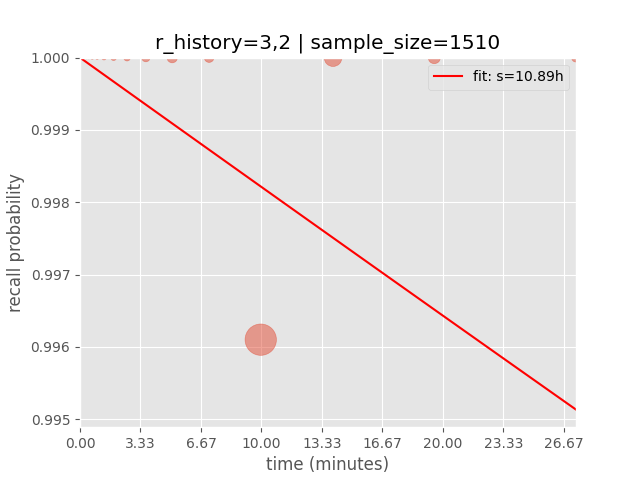 r_history=3,2 | sample_size=1510
fit: s=10.89h
recall probability
1.000
0.999
0.998
0.997
0.996
0.995
0.00 3.33 6.67 10.00 13.33 16.67 20.00 23.33 26.67
time (minutes)